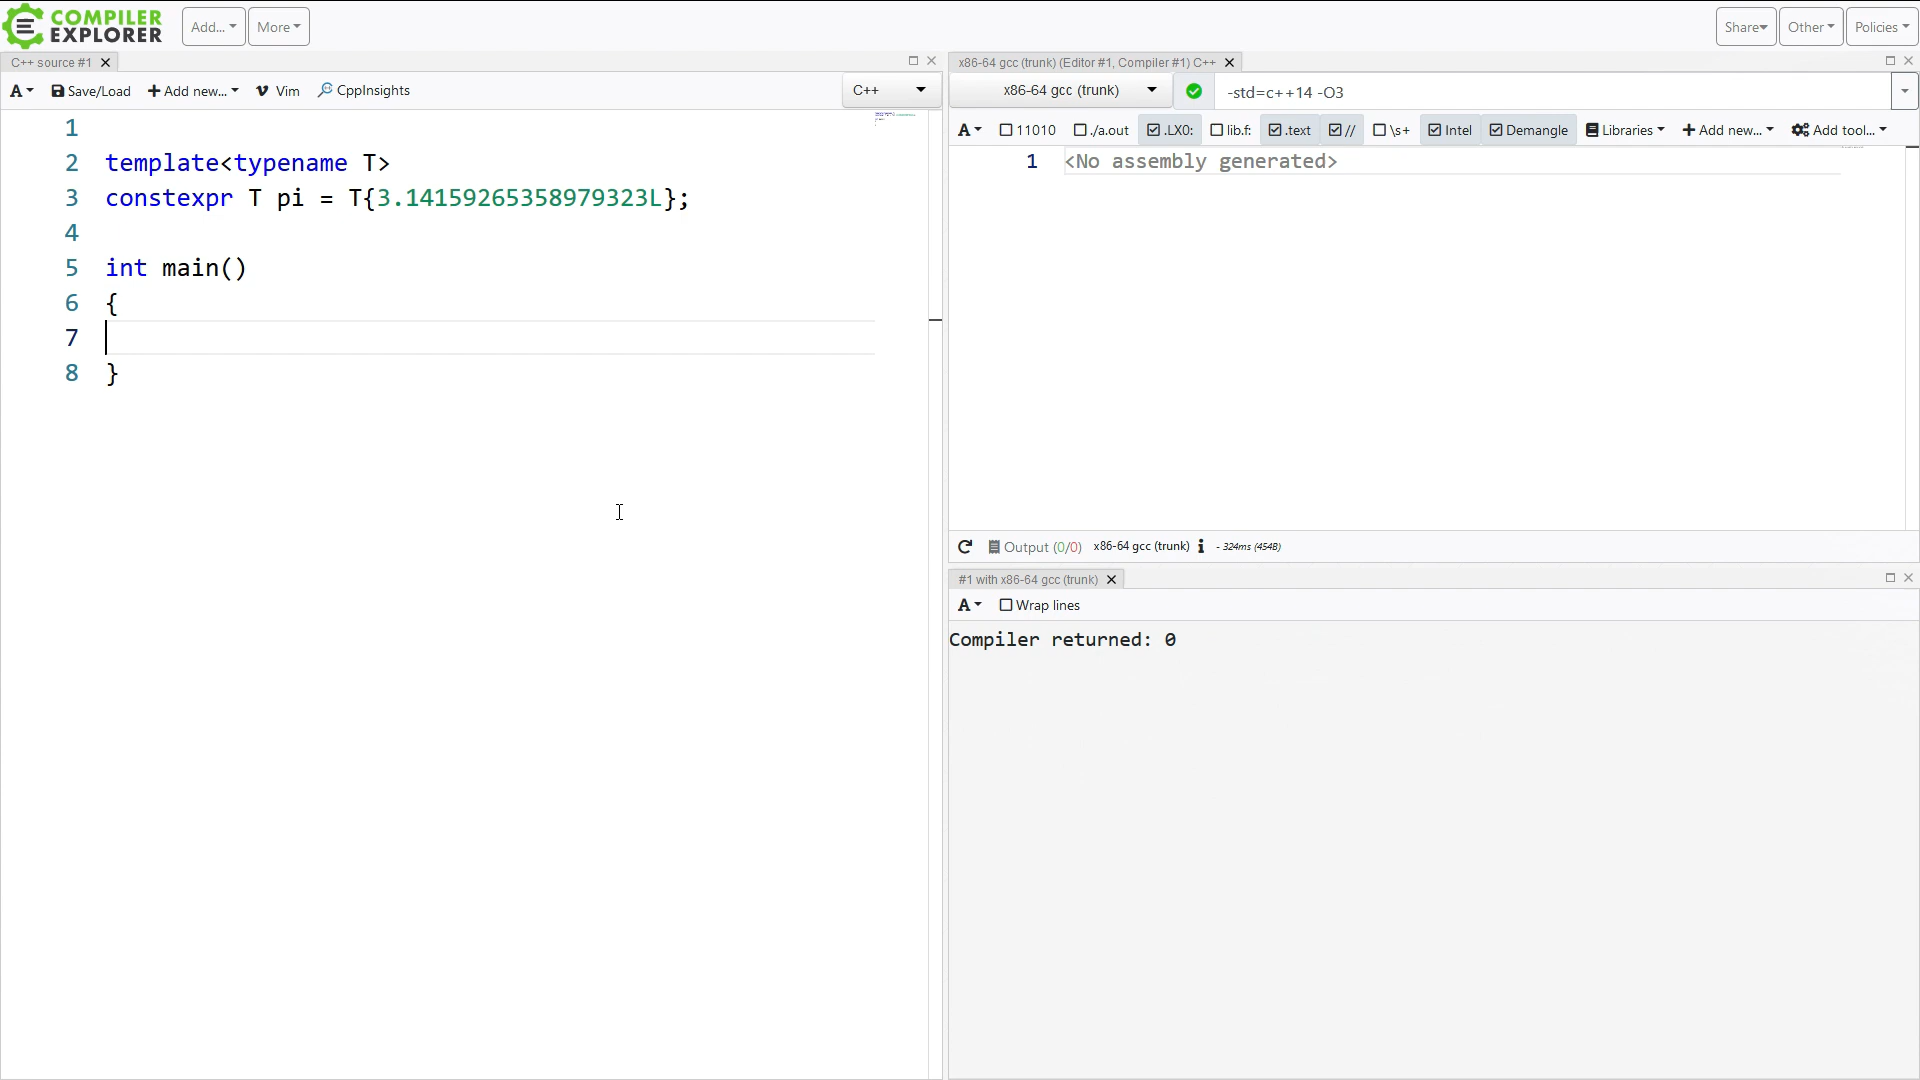 COMPILER
EXPLORER
Add...
More
Share
Other
Policies
C++ source #1
A
Save/Load
Add new...
Vim
CppInsights
C++
1
2 template<typename T>
3 constexpr T pi = T{3.14159265358979323L};
4
5 int main()
6 {
7
8 }
x86-64 gcc (trunk) (Editor #1, Compiler #1) C++
x86-64 gcc (trunk)
-std=c++14 -O3
A
11010
./a.out
.LX0:
lib.f:
.text
//
\s+
Intel
Demangle
Libraries
Add new...
Add tool...
1 <No assembly generated>
Output (0/0) x86-64 gcc (trunk) i - 324ms (454B)
#1 with x86-64 gcc (trunk)
A
Wrap lines
Compiler returned: 0